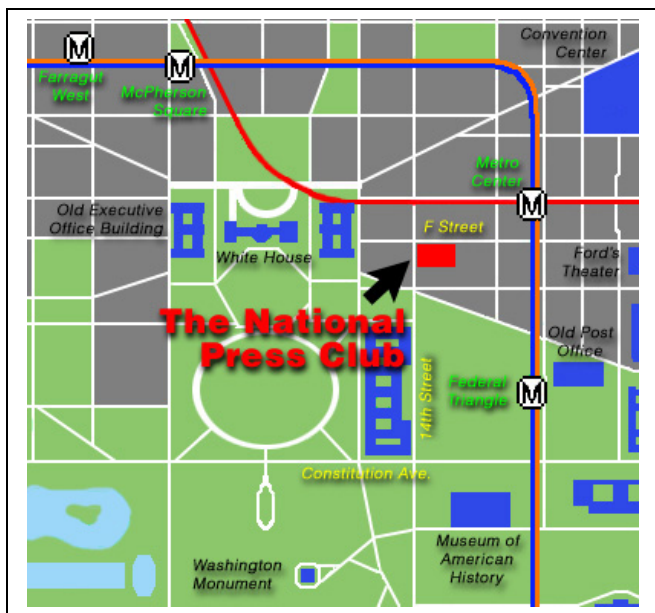 Convention
Center
M
M
Farragut
West
McPherson
Square
Metro
Center
M
Old Executive
Office Building
White House
F Street
Ford's
Theater
The National
Press Club
Old Post
Office
14th Street
Federal
Triangle
M
Constitution Ave.
Museum of
American
History
Washington
Monument